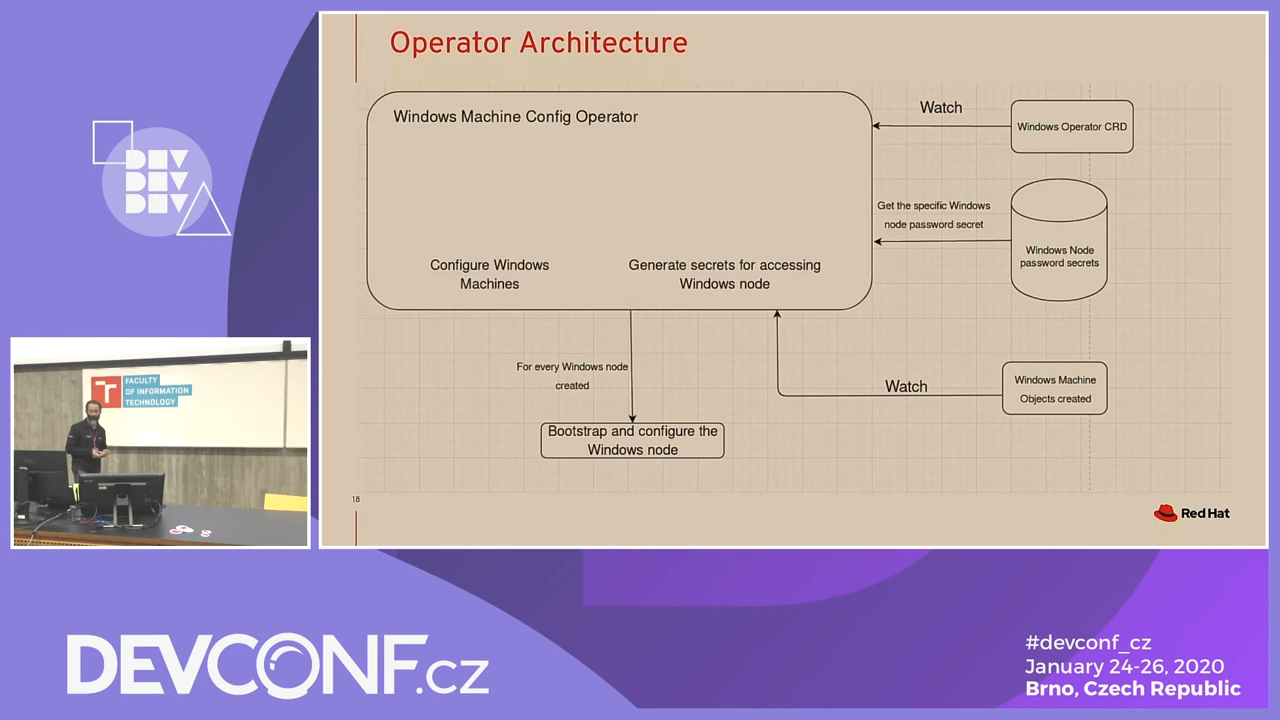 Operator Architecture
Windows Machine Config Operator
Watch
Windows Operator CRD
Get the specific Windows
node password secret
Windows Node
password secrets
Configure Windows
Machines
Generate secrets for accessing
Windows node
For every Windows node
created
Watch
Windows Machine
Objects created
Bootstrap and configure the
Windows node
18
Red Hat
DEV
DEV
DEV
FACULTY
OF INFORMATION
TECHNOLOGY
DEVCONF.cz
#devconf_cz
January 24-26, 2020
Brno, Czech Republic